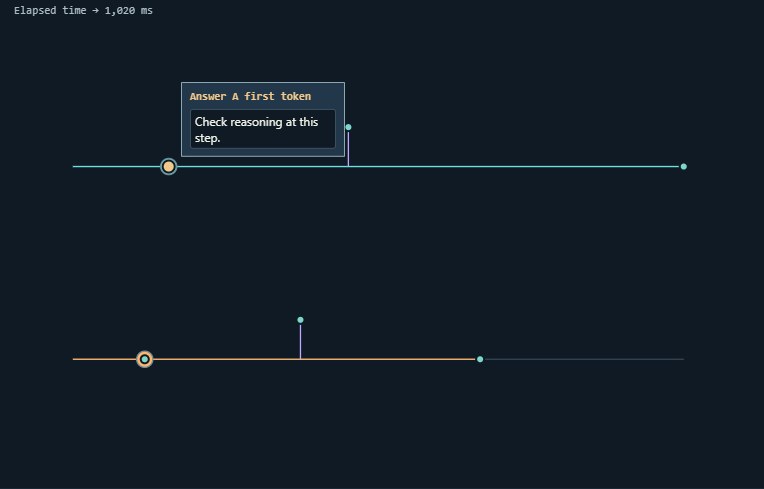 Elapsed time → 1,020 ms
Answer A first token
Check reasoning at this
step.